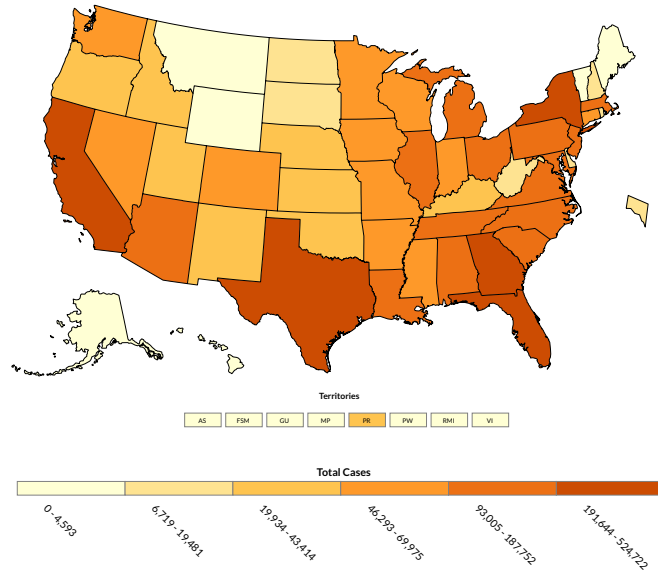 Territories
AS FSM GU MP PR PW RMI VI
Total Cases
0 - 4,593
6,719 - 19,481
19,934 - 43,414
46,293 - 69,975
93,005 - 187,752
191,644 - 524,722